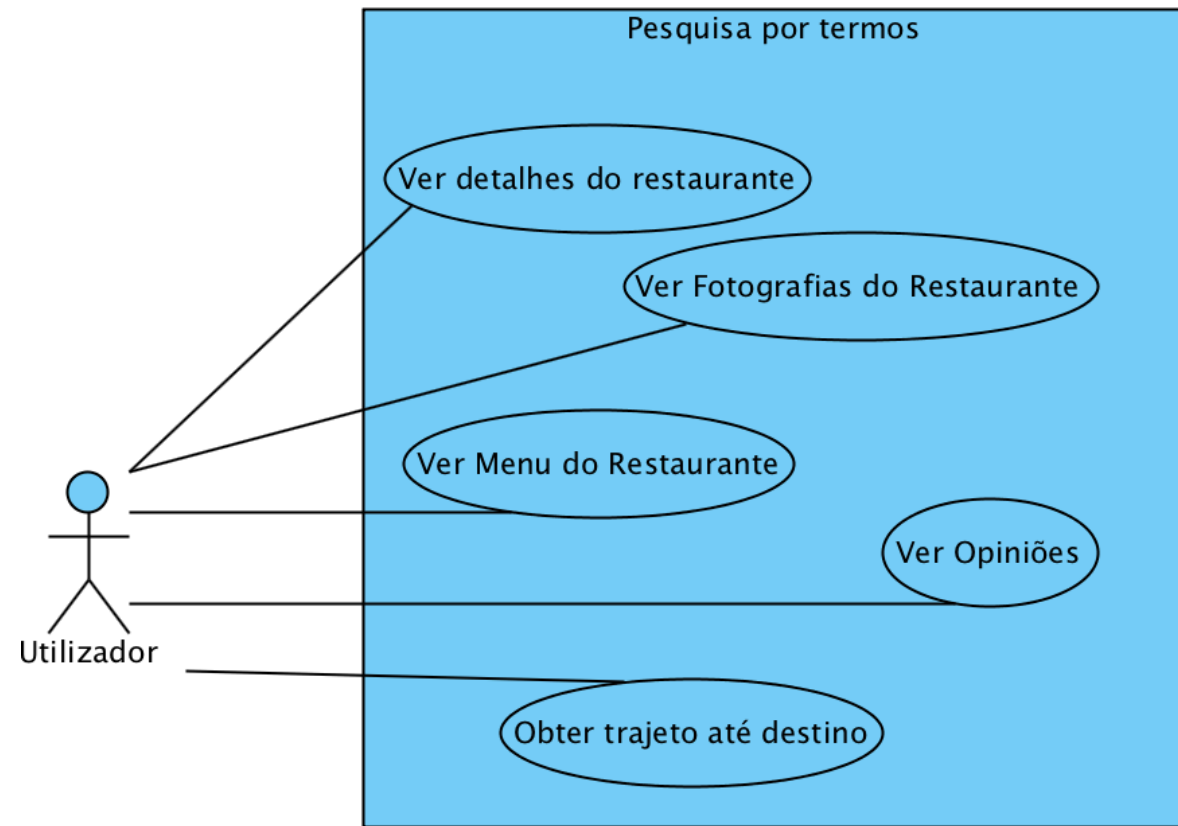 Pesquisa por termos
Ver detalhes do restaurante
Ver Fotografias do Restaurante
Ver Menu do Restaurante
Ver Opiniões
Utilizador
Obter trajeto até destino